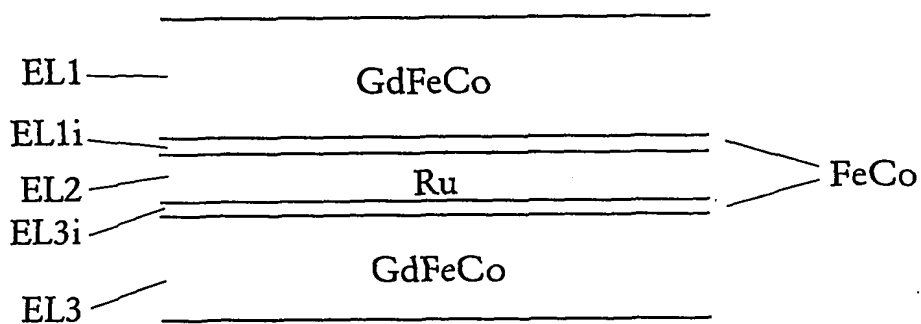 EL1
GdFeCo
EL1i
EL2
Ru
FeCo
EL3i
GdFeCo
EL3